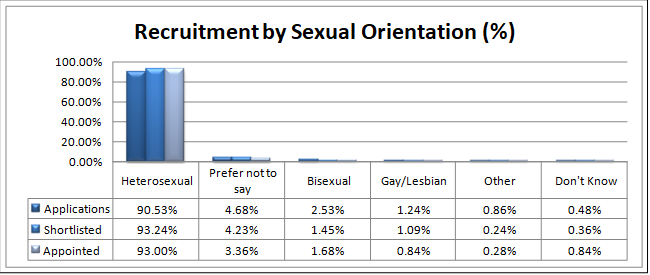 Recruitment by Sexual Orientation (%)
100.00%
80.00%
60.00%
40.00%
20.00%
0.00%
Heterosexual Prefer not to say Bisexual Gay/Lesbian Other Don't Know
Applications 90.53% 4.68% 2.53% 1.24% 0.86% 0.48%
Shortlisted 93.24% 4.23% 1.45% 1.09% 0.24% 0.36%
Appointed 93.00% 3.36% 1.68% 0.84% 0.28% 0.84%